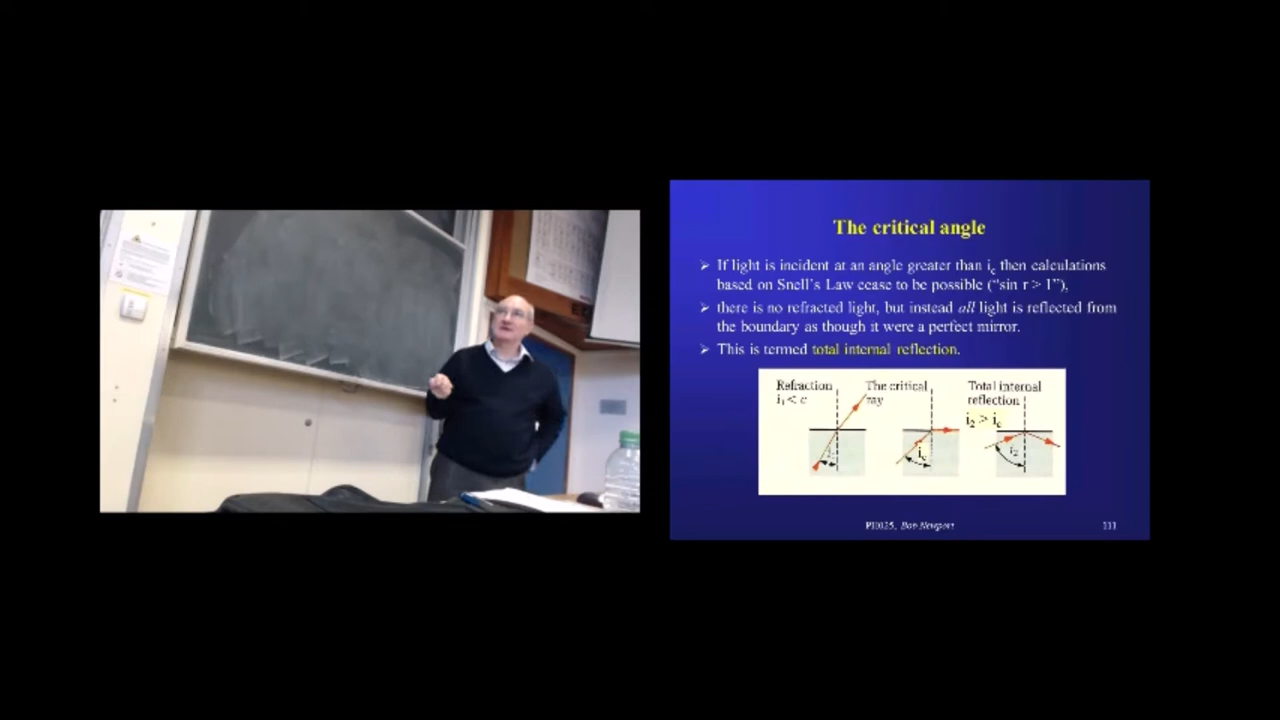 The critical angle
➢ If light is incident at an angle greater than ic then calculations
based on Snell's Law cease to be possible ("sin r > 1"),
➢ there is no refracted light, but instead all light is reflected from
the boundary as though it were a perfect mirror.
➢ This is termed total internal reflection.
Refraction
i₁ < c
The critical
ray
Total internal
reflection
i₂ > ic
ic
i₂
PH025, Bob Newport
111